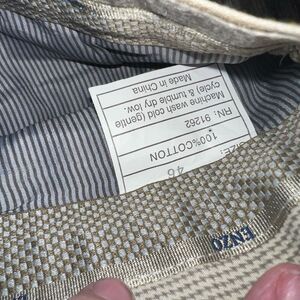 SIZE: 46
100%COTTON
RN: 91262
Machine wash cold (gentle
cycle) & tumble dry low.
Made in China
ENZO